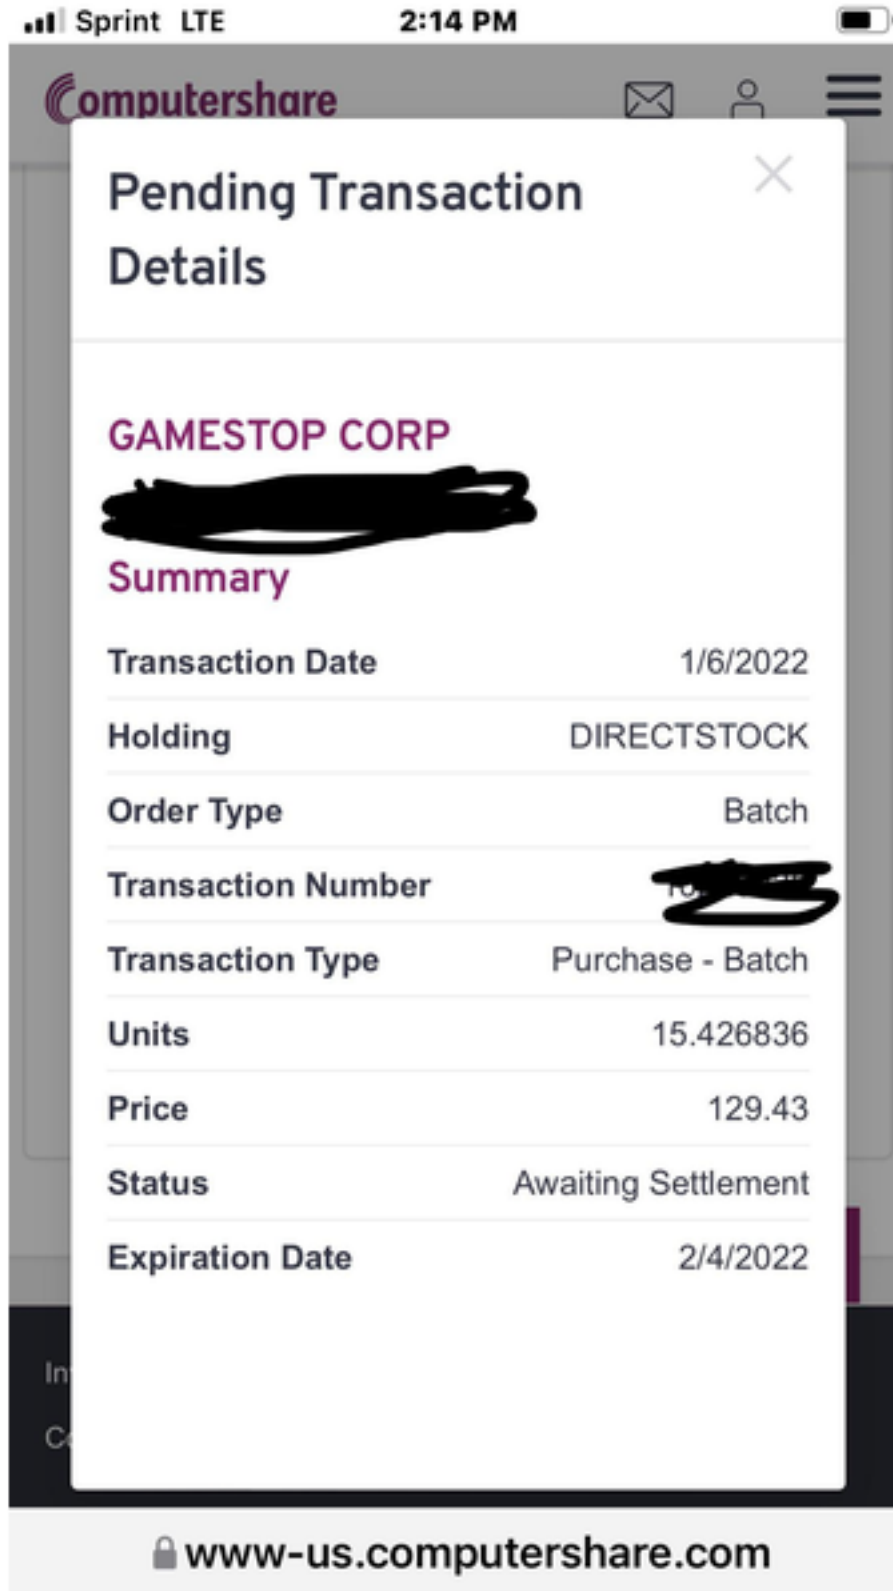 Sprint LTE 2:14 PM
Computershare
Pending Transaction
Details
GAMESTOP CORP
Summary
Transaction Date 1/6/2022
Holding DIRECTSTOCK
Order Type Batch
Transaction Number
Transaction Type Purchase - Batch
Units 15.426836
Price 129.43
Status Awaiting Settlement
Expiration Date 2/4/2022
www-us.computershare.com